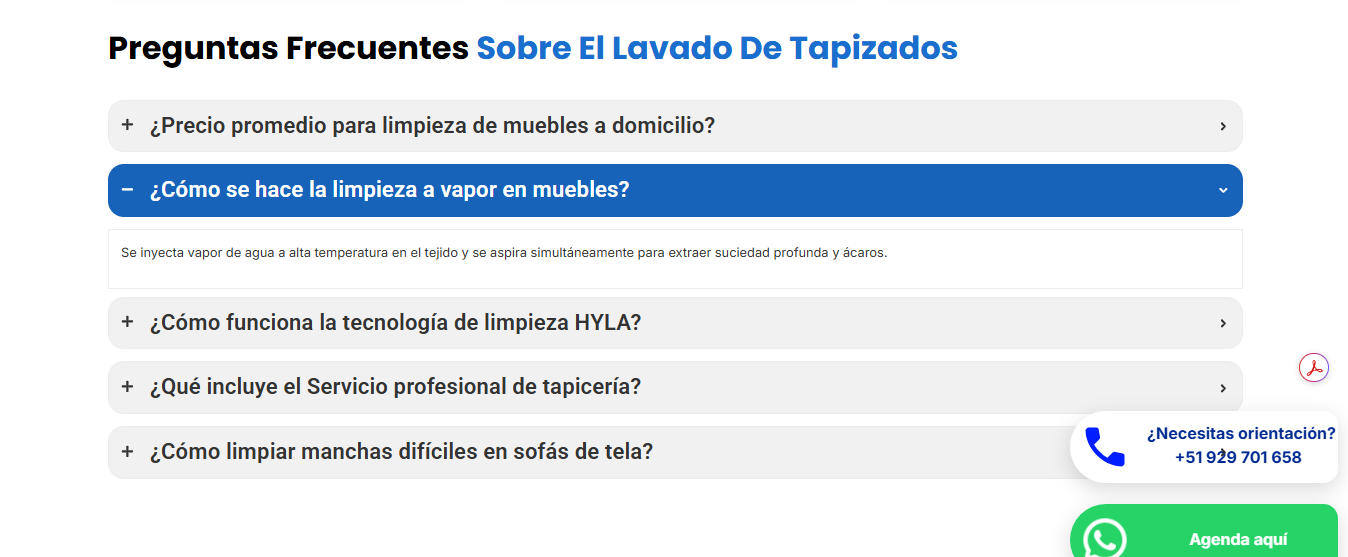 Preguntas Frecuentes Sobre El Lavado De Tapizados
+ ¿Precio promedio para limpieza de muebles a domicilio?
− ¿Cómo se hace la limpieza a vapor en muebles?
Se inyecta vapor de agua a alta temperatura en el tejido y se aspira simultáneamente para extraer suciedad profunda y ácaros.
+ ¿Cómo funciona la tecnología de limpieza HYLA?
+ ¿Qué incluye el Servicio profesional de tapicería?
+ ¿Cómo limpiar manchas difíciles en sofás de tela?
¿Necesitas orientación?
+51 929 701 658
Agenda aquí